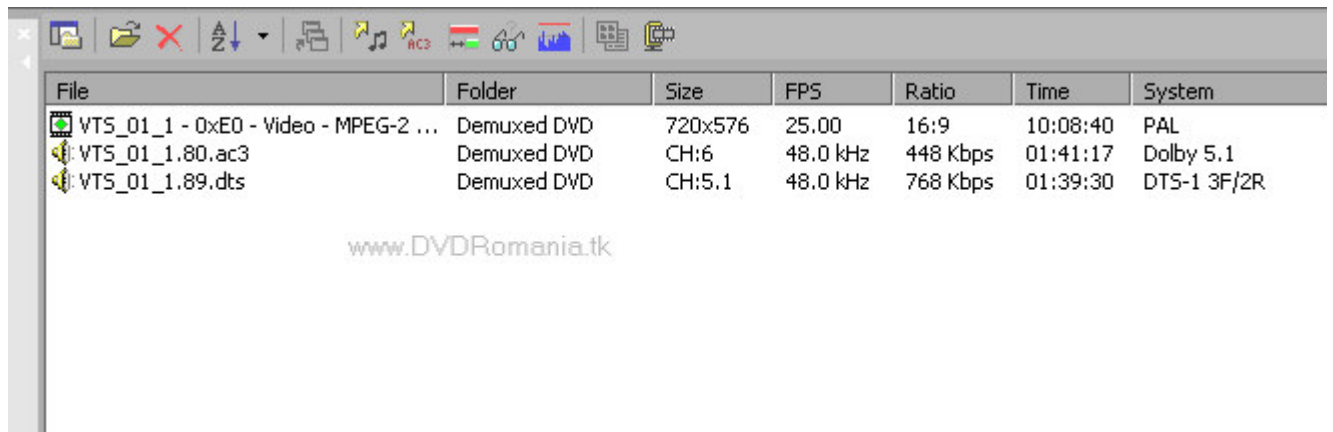 AC3
File Folder Size FPS Ratio Time System
VTS_01_1 - 0xE0 - Video - MPEG-2 ... Demuxed DVD 720x576 25.00 16:9 10:08:40 PAL
VTS_01_1.80.ac3 Demuxed DVD CH:6 48.0 kHz 448 Kbps 01:41:17 Dolby 5.1
VTS_01_1.89.dts Demuxed DVD CH:5.1 48.0 kHz 768 Kbps 01:39:30 DTS-1 3F/2R
www.DVDRomania.tk